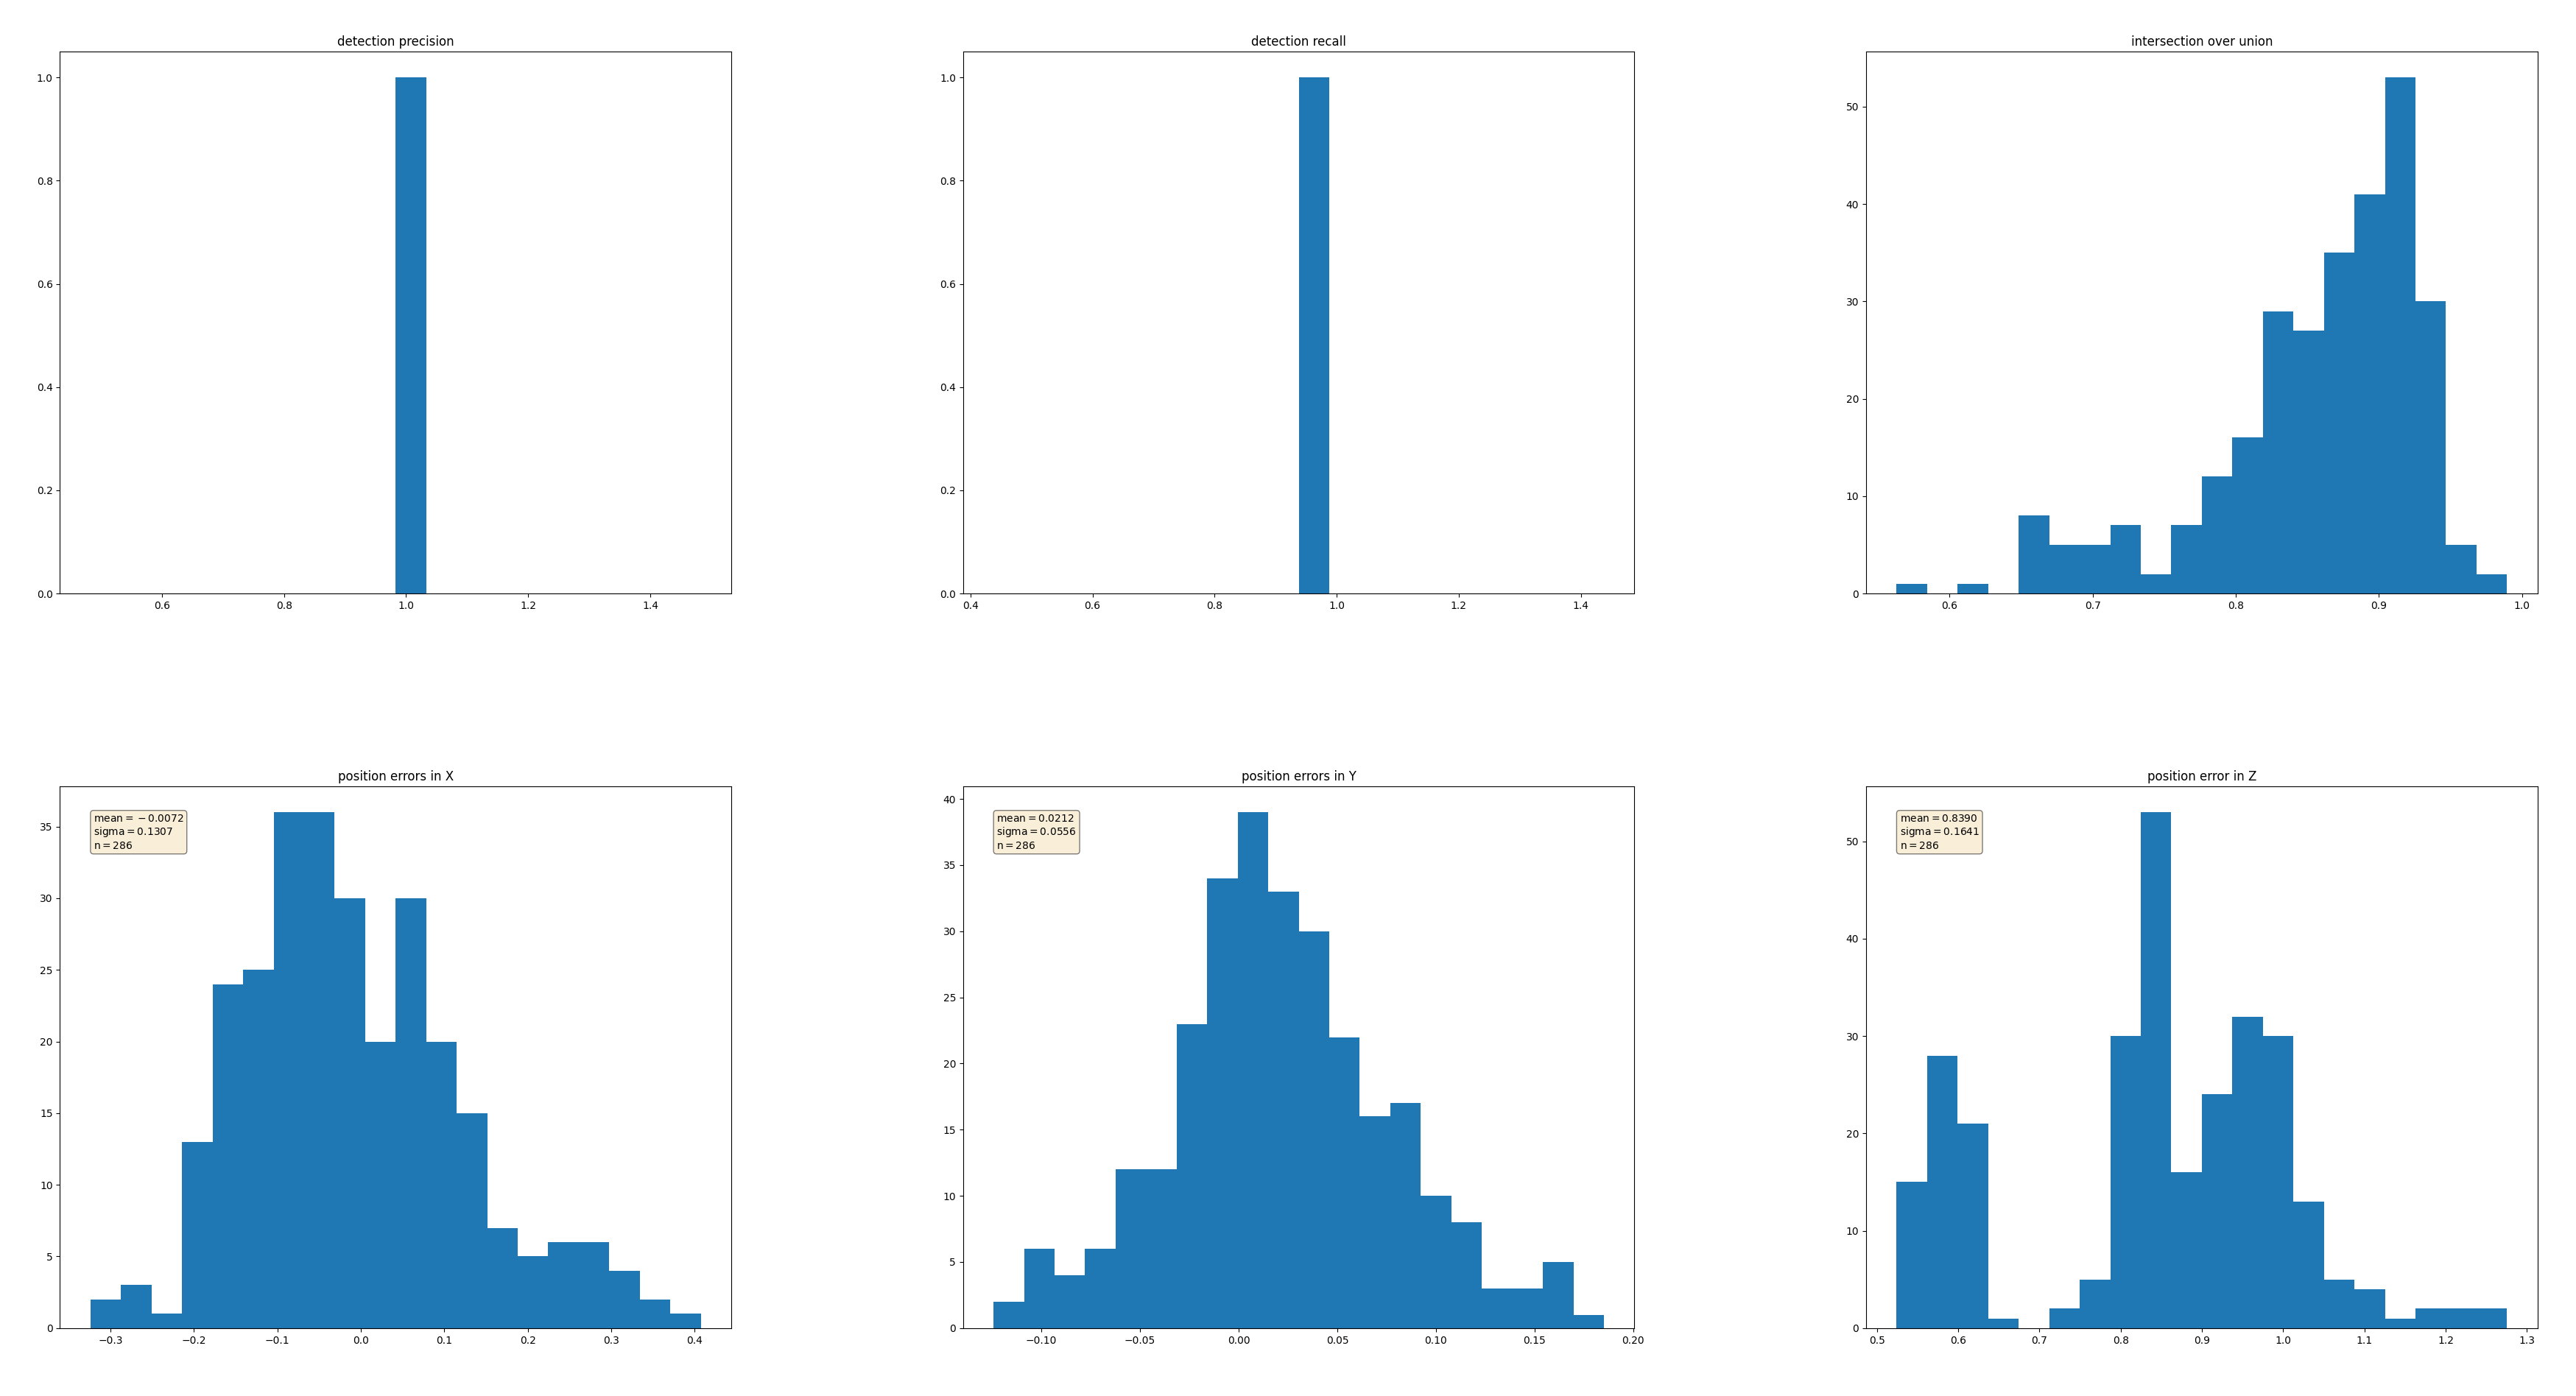 detection precision
1.0
0.8
0.6
0.4
0.2
0.0
0.6 0.8 1.0 1.2 1.4
detection recall
1.0
0.8
0.6
0.4
0.2
0.0
0.4 0.6 0.8 1.0 1.2 1.4
intersection over union
50
40
30
20
10
0
0.6 0.7 0.8 0.9 1.0
position errors in X
mean = −0.0072
sigma = 0.1307
n = 286
35
30
25
20
15
10
5
0
−0.3 −0.2 −0.1 0.0 0.1 0.2 0.3 0.4
position errors in Y
mean = 0.0212
sigma = 0.0556
n = 286
40
35
30
25
20
15
10
5
0
−0.10 −0.05 0.00 0.05 0.10 0.15 0.20
position error in Z
mean = 0.8390
sigma = 0.1641
n = 286
50
40
30
20
10
0
0.5 0.6 0.7 0.8 0.9 1.0 1.1 1.2 1.3